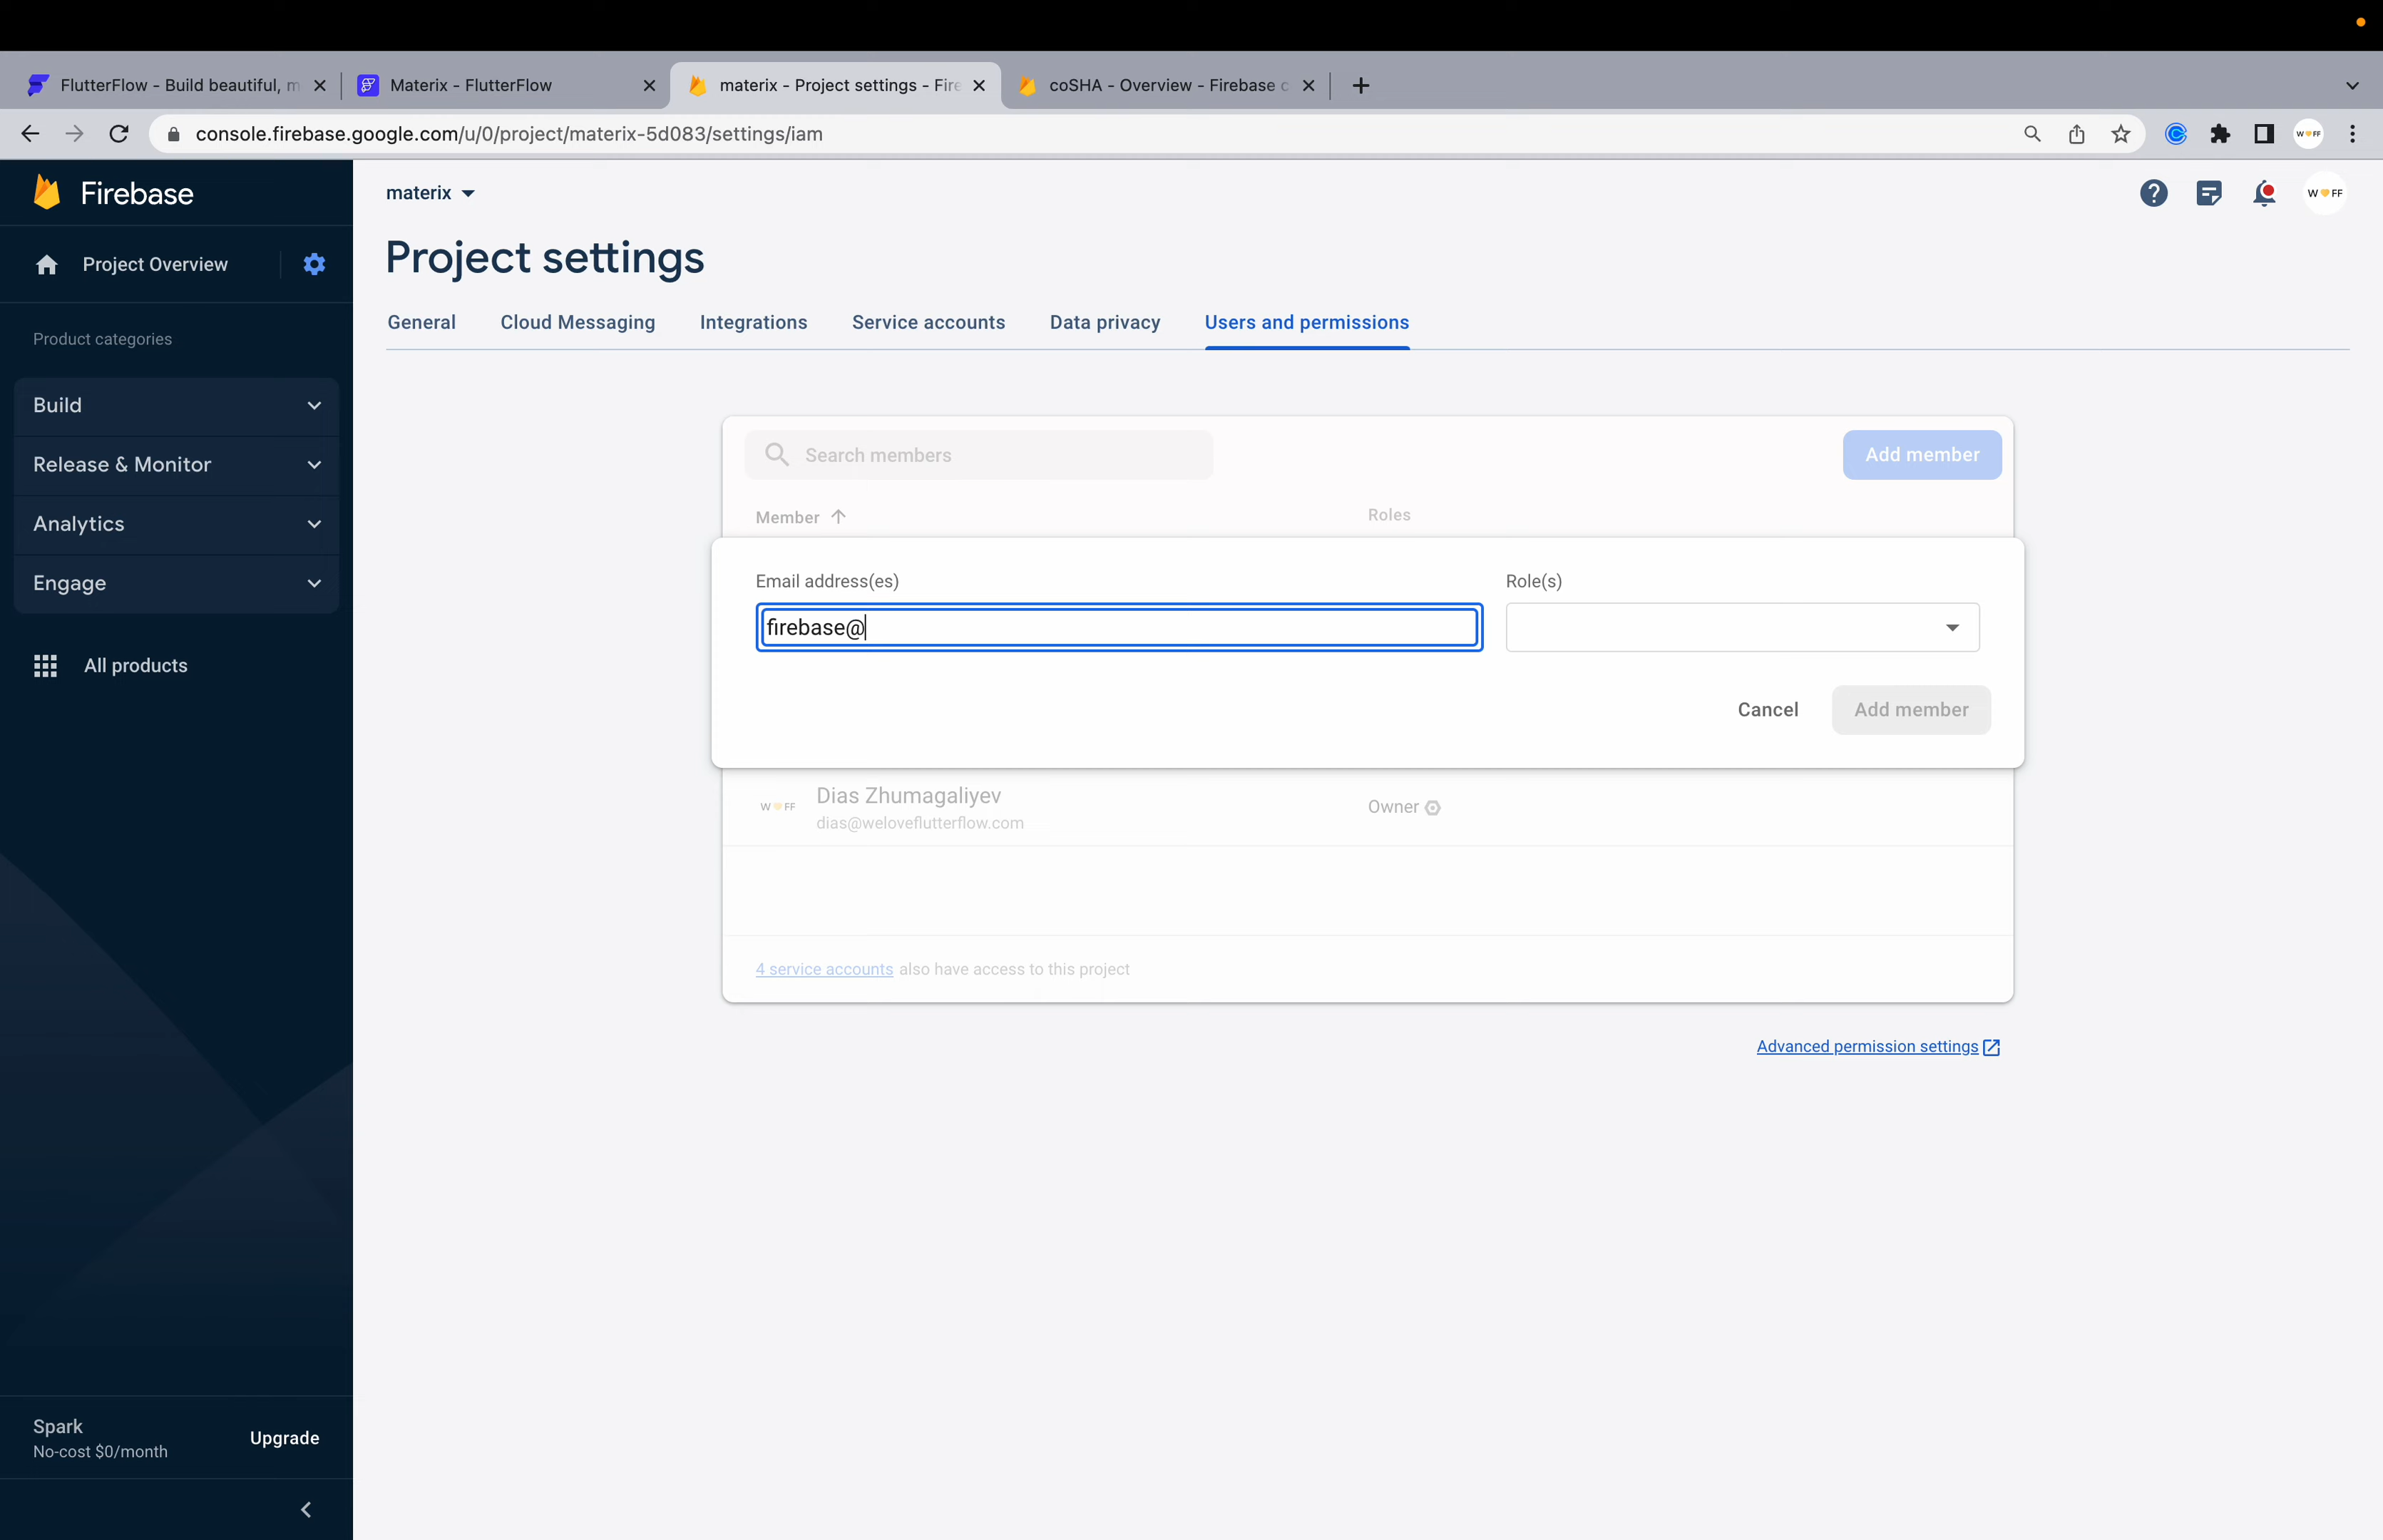 FlutterFlow - Build beautiful, m
Materix - FlutterFlow
materix - Project settings - Fire
coSHA - Overview - Firebase c
console.firebase.google.com/u/0/project/materix-5d083/settings/iam
W FF
Firebase
materix
W FF
Project Overview
Project settings
General
Cloud Messaging
Integrations
Service accounts
Data privacy
Users and permissions
Product categories
Build
Release & Monitor
Analytics
Engage
All products
Search members
Add member
Member
Roles
Email address(es)
Role(s)
firebase@
Cancel
Add member
W FF
Dias Zhumagaliyev
Owner
dias@weloveflutterflow.com
4 service accounts also have access to this project
Advanced permission settings
Spark
No-cost $0/month
Upgrade